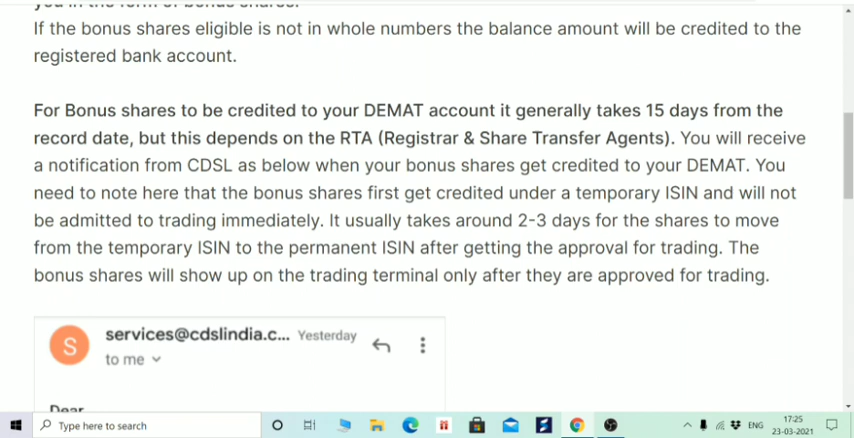 you in the form of bonus shares.
If the bonus shares eligible is not in whole numbers the balance amount will be credited to the
registered bank account.
For Bonus shares to be credited to your DEMAT account it generally takes 15 days from the
record date, but this depends on the RTA (Registrar & Share Transfer Agents). You will receive
a notification from CDSL as below when your bonus shares get credited to your DEMAT. You
need to note here that the bonus shares first get credited under a temporary ISIN and will not
be admitted to trading immediately. It usually takes around 2-3 days for the shares to move
from the temporary ISIN to the permanent ISIN after getting the approval for trading. The
bonus shares will show up on the trading terminal only after they are approved for trading.
S
services@cdslindia.c... Yesterday
to me
Dear
Type here to search
ENG
17:25
23-03-2021